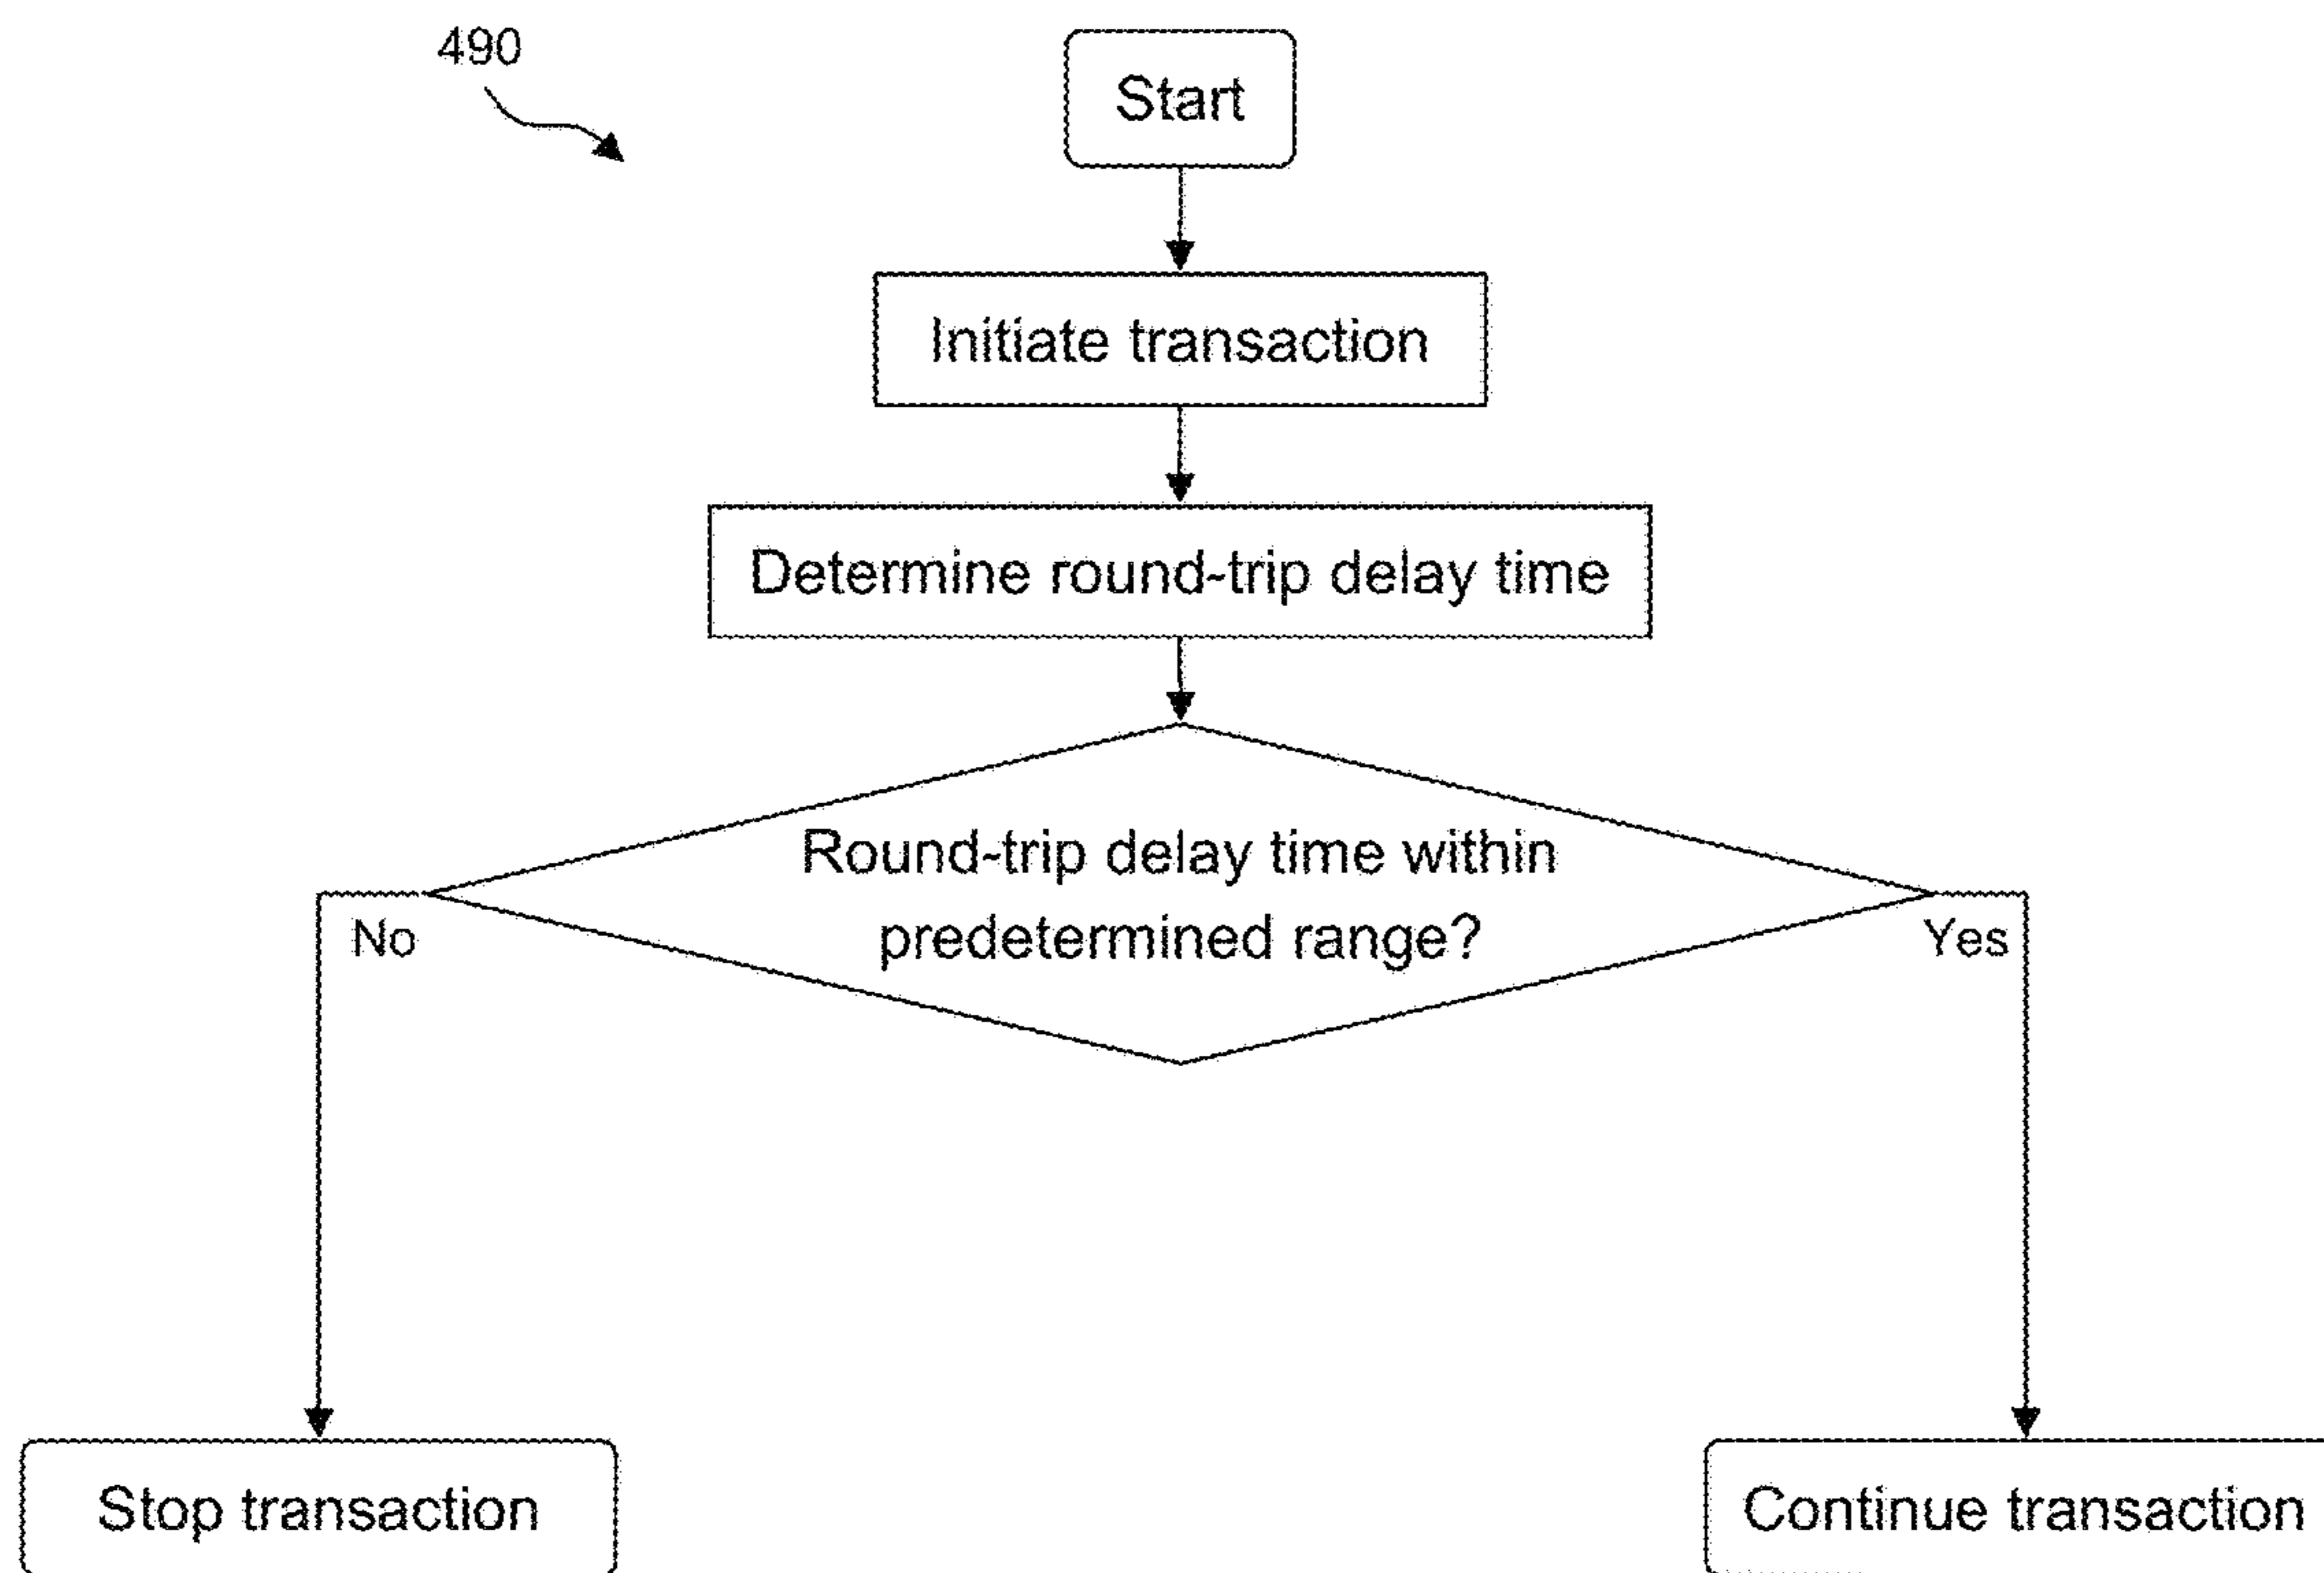 490
Start
Initiate transaction
Determine round-trip delay time
Round-trip delay time within
predetermined range?
No
Yes
Stop transaction
Continue transaction